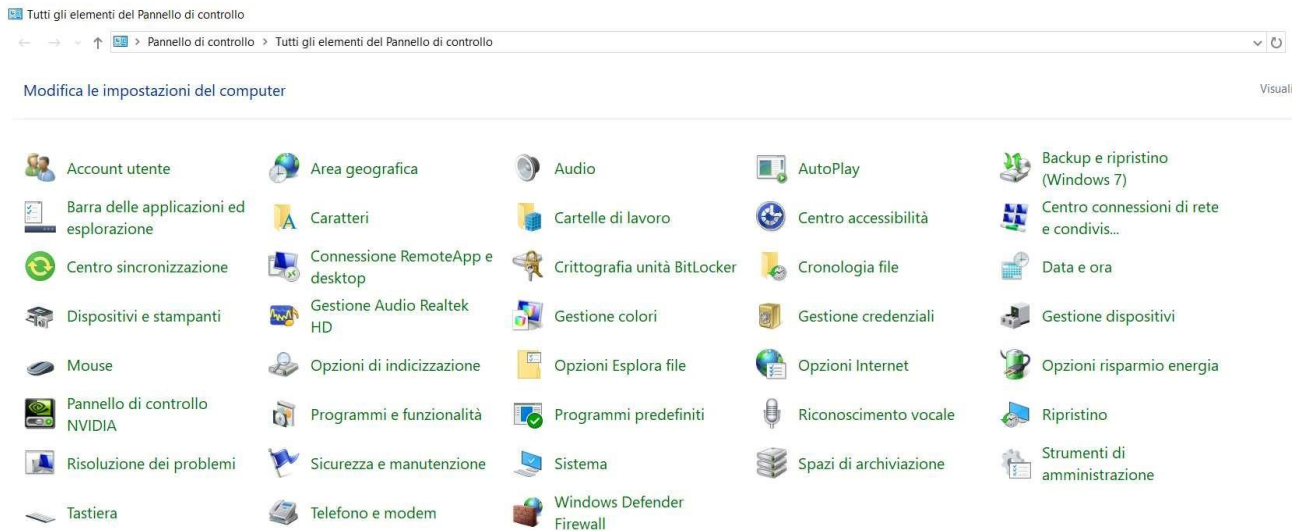 Tutti gli elementi del Pannello di controllo
Pannello di controllo > Tutti gli elementi del Pannello di controllo
Modifica le impostazioni del computer
Visuali
Account utente
Area geografica
Audio
AutoPlay
Backup e ripristino
(Windows 7)
Barra delle applicazioni ed
esplorazione
Caratteri
Cartelle di lavoro
Centro accessibilità
Centro connessioni di rete
e condivis...
Centro sincronizzazione
Connessione RemoteApp e
desktop
Crittografia unità BitLocker
Cronologia file
Data e ora
Dispositivi e stampanti
Gestione Audio Realtek
HD
Gestione colori
Gestione credenziali
Gestione dispositivi
Mouse
Opzioni di indicizzazione
Opzioni Esplora file
Opzioni Internet
Opzioni risparmio energia
Pannello di controllo
NVIDIA
Programmi e funzionalità
Programmi predefiniti
Riconoscimento vocale
Ripristino
Risoluzione dei problemi
Sicurezza e manutenzione
Sistema
Spazi di archiviazione
Strumenti di
amministrazione
Tastiera
Telefono e modem
Windows Defender
Firewall